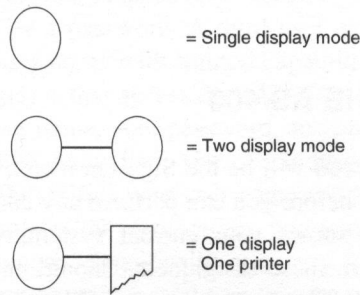 = Single display mode
= Two display mode
= One display
One printer